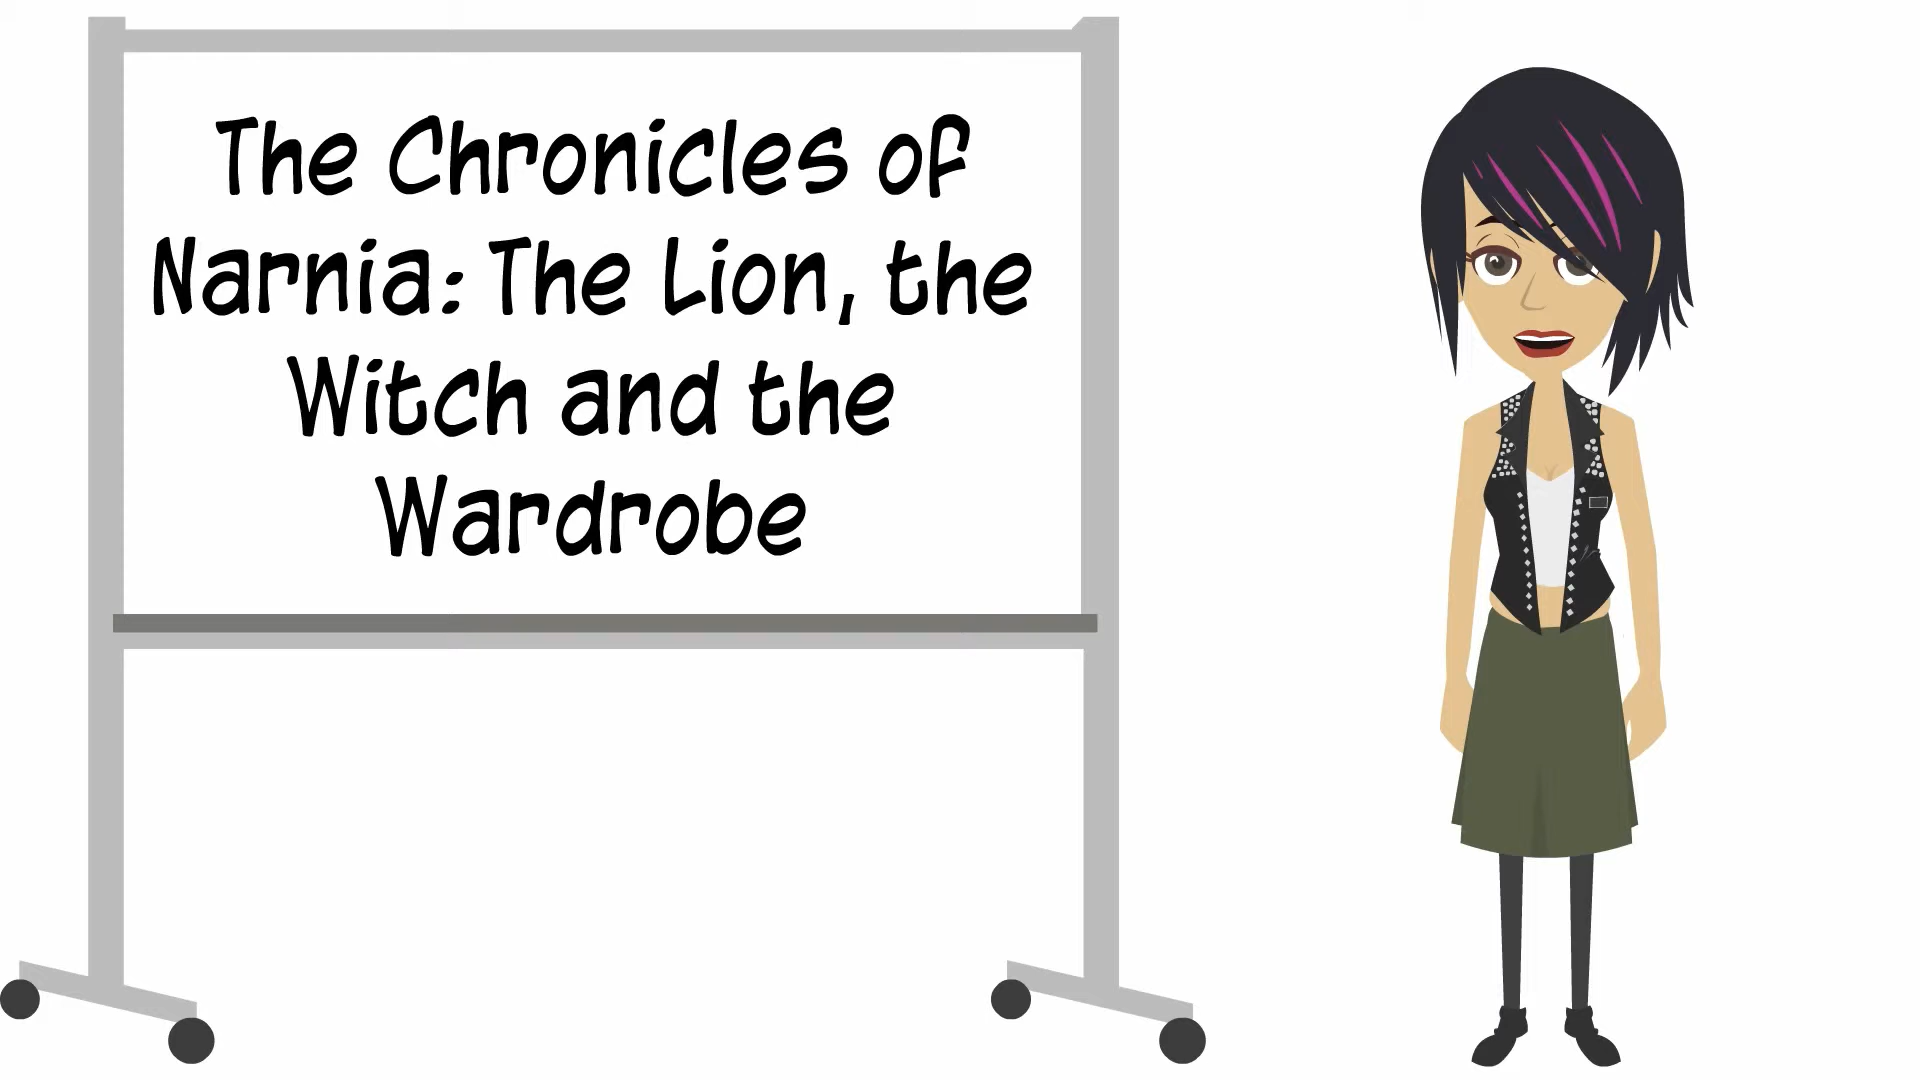 The Chronicles of
Narnia: The Lion, the
Witch and the
Wardrobe